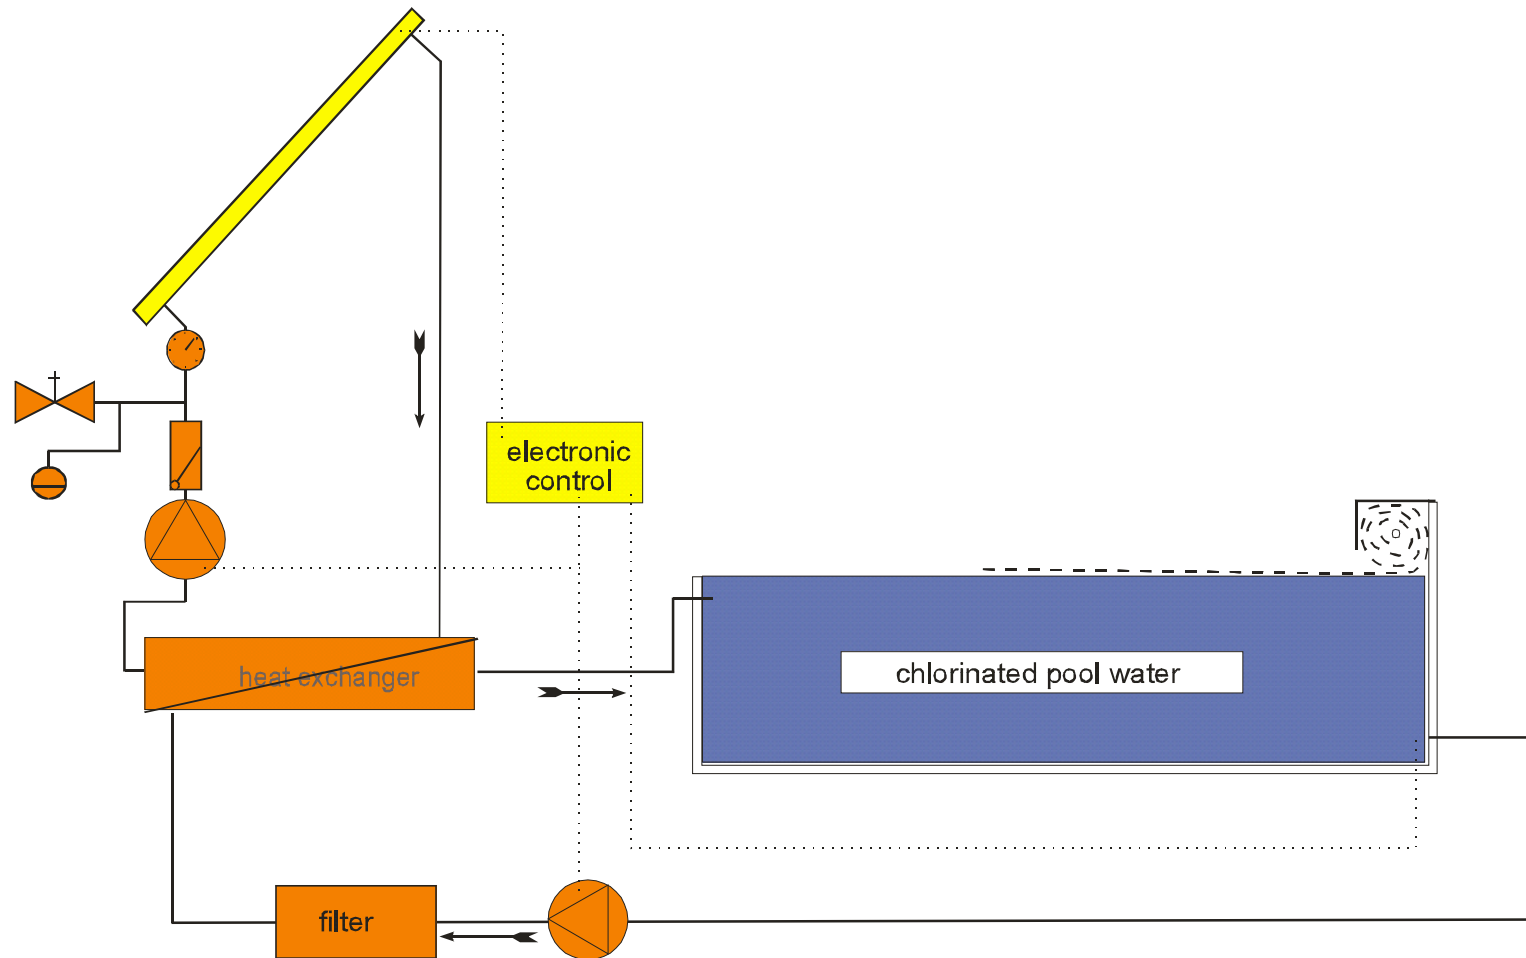 electronic
control
heat exchanger
chlorinated pool water
filter